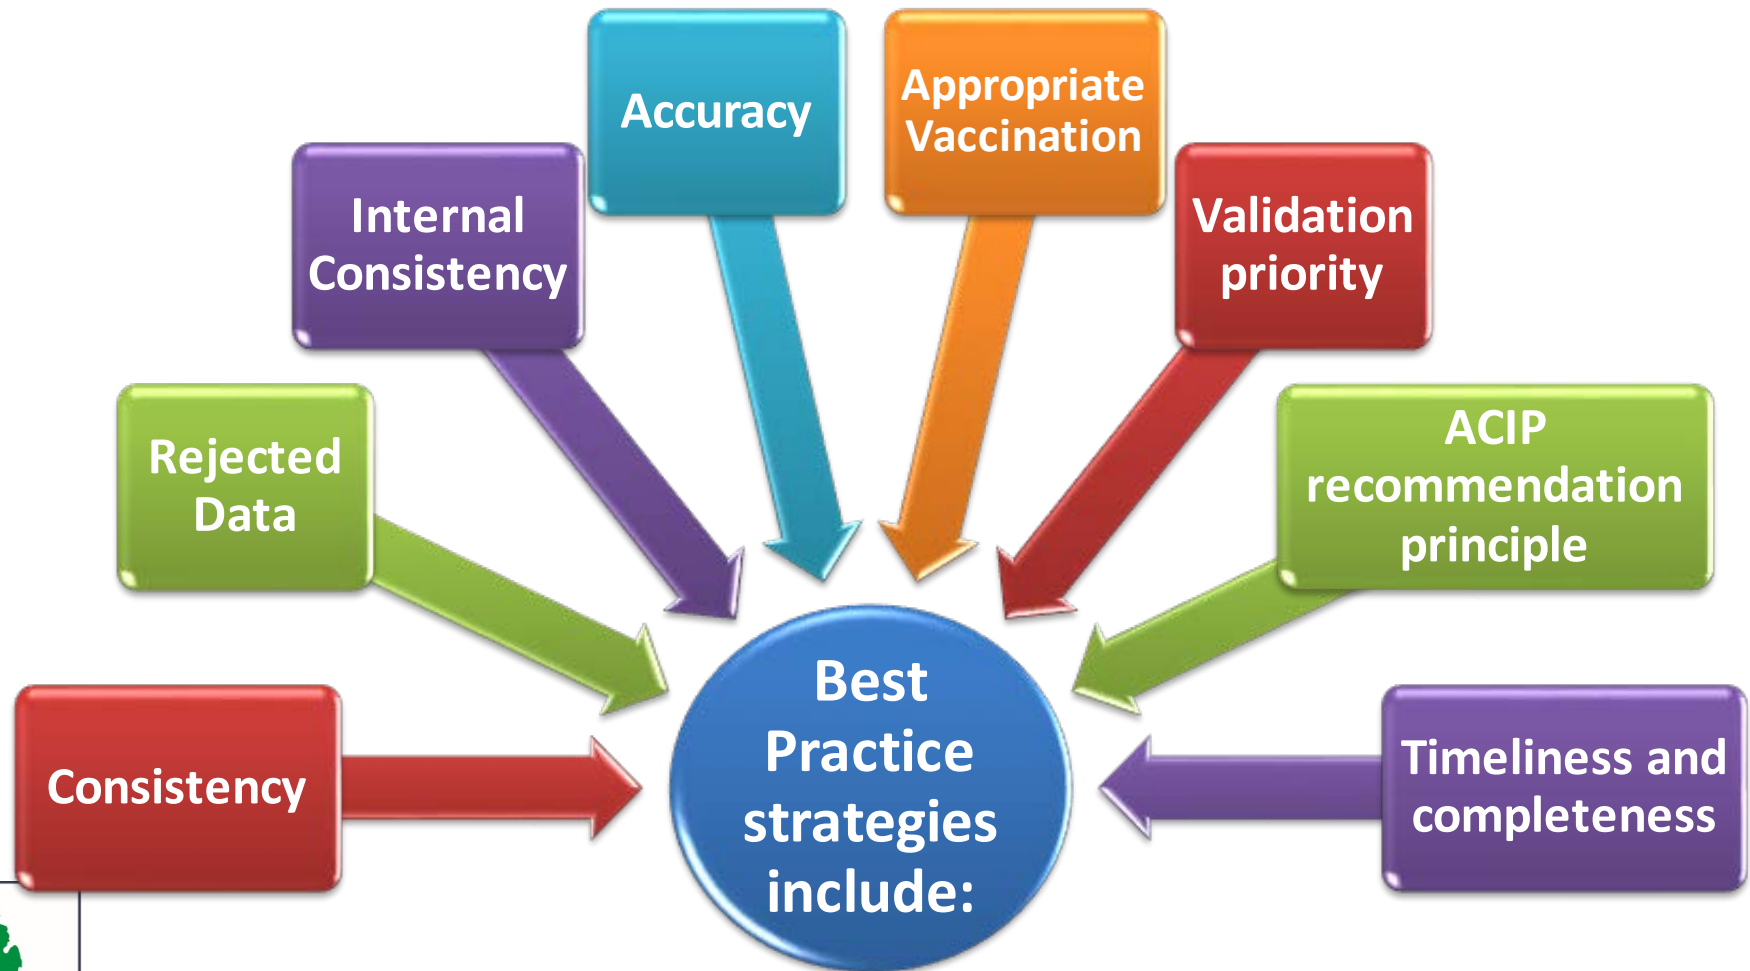 Consistency
Rejected
Data
Internal
Consistency
Accuracy
Appropriate
Vaccination
Validation
priority
ACIP
recommendation
principle
Timeliness and
completeness
Best
Practice
strategies
include: